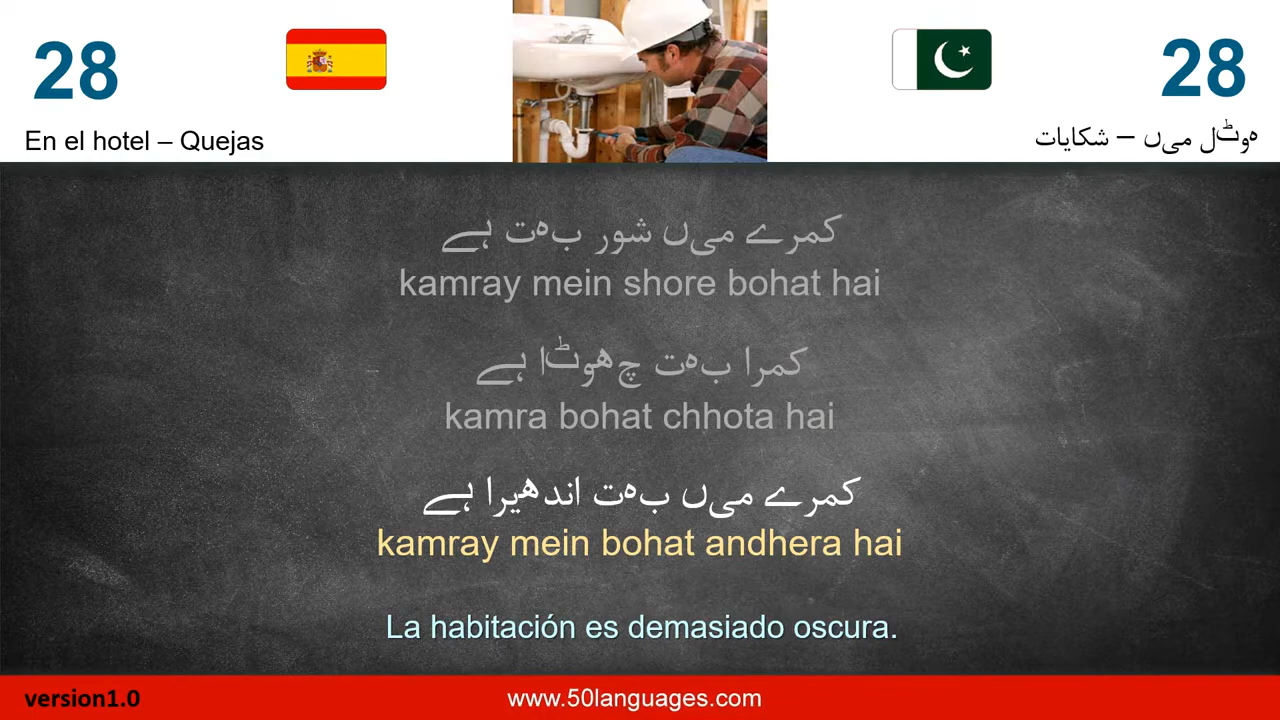 28
28
En el hotel – Quejas
ہوٹل میں – شکایات
کمرے میں شور بہت ہے
kamray mein shore bohat hai
کمرا بہت چھوٹا ہے
kamra bohat chhota hai
کمرے میں بہت اندھیرا ہے
kamray mein bohat andhera hai
La habitación es demasiado oscura.
version1.0
www.50languages.com